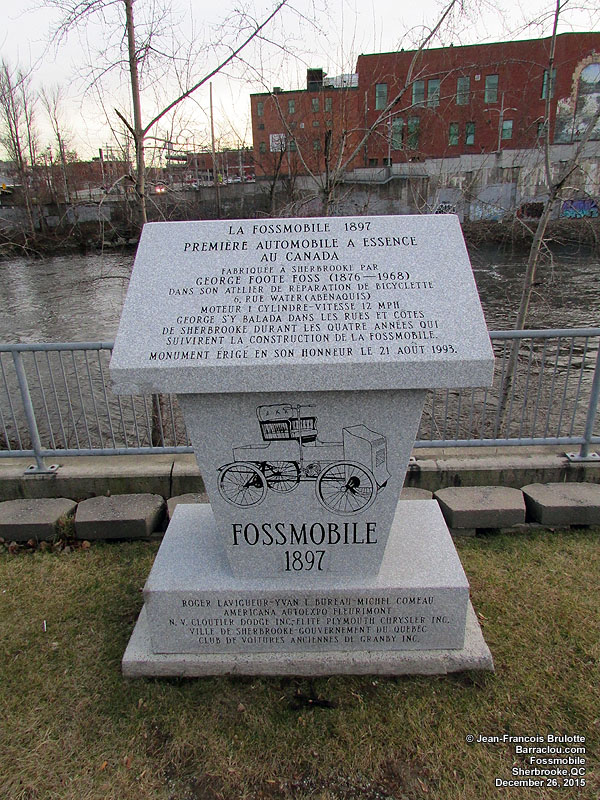 LA FOSSMOBILE 1897
PREMIÈRE AUTOMOBILE A ESSENCE
AU CANADA
FABRIQUÉE À SHERBROOKE PAR
GEORGE FOOTE FOSS (1876—1968)
DANS SON ATELIER DE RÉPARATION DE BICYCLETTE
6, RUE WATER (ABENAQUIS)
MOTEUR 1 CYLINDRE-VITESSE 12 MPH
GEORGE S'Y BALADA DANS LES RUES ET CÔTES
DE SHERBROOKE DURANT LES QUATRE ANNÉES QUI
SUIVIRENT LA CONSTRUCTION DE LA FOSSMOBILE.
MONUMENT ÉRIGÉ EN SON HONNEUR LE 21 AOÛT 1993.
FOSSMOBILE
1897
ROGER LAVIGUEUR-YVAN L. BUREAU-MICHEL COMEAU
AMERICANA AUTOEXPO FLEURIMONT
N. V. CLOUTIER DODGE INC.-ELITE PLYMOUTH CHRYSLER INC.
VILLE DE SHERBROOKE-GOUVERNEMENT DU QUÉBEC
CLUB DE VOITURES ANCIENNES DE GRANBY INC.
© Jean-Francois Brulotte
Barraclou.com
Fossmobile
Sherbrooke,QC
December 26, 2015